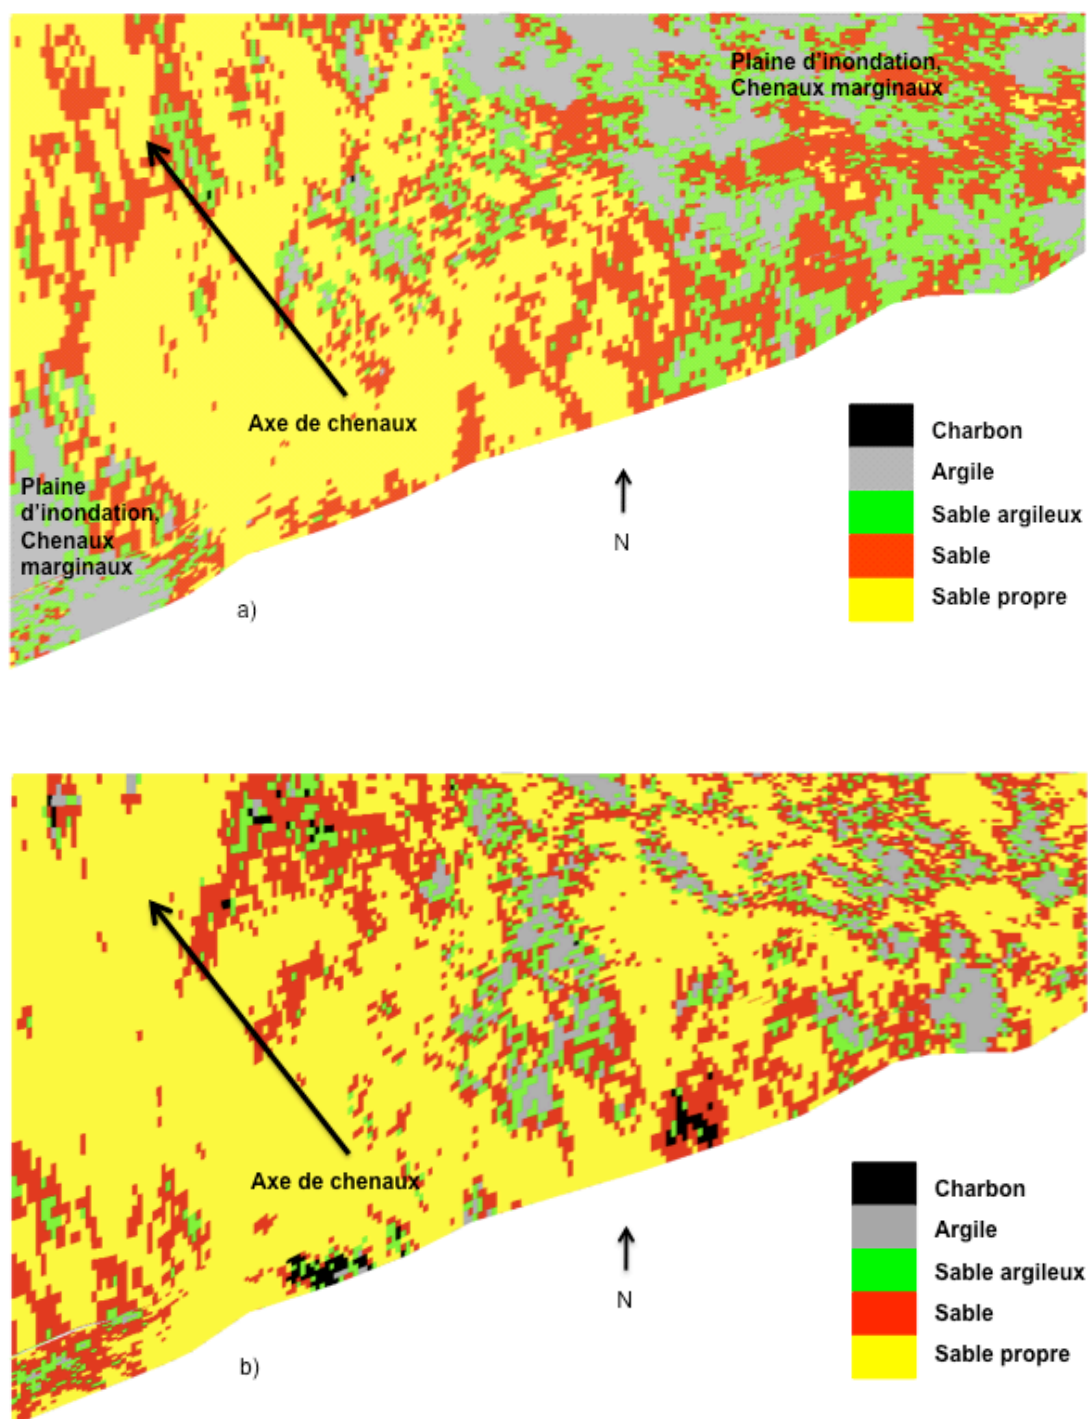 Plaine d'inondation,
Chenaux marginaux
Axe de chenaux
Plaine
d'inondation,
Chenaux
marginaux
Charbon
Argile
Sable argileux
Sable
Sable propre
N
a)
Axe de chenaux
Charbon
Argile
Sable argileux
Sable
Sable propre
N
b)